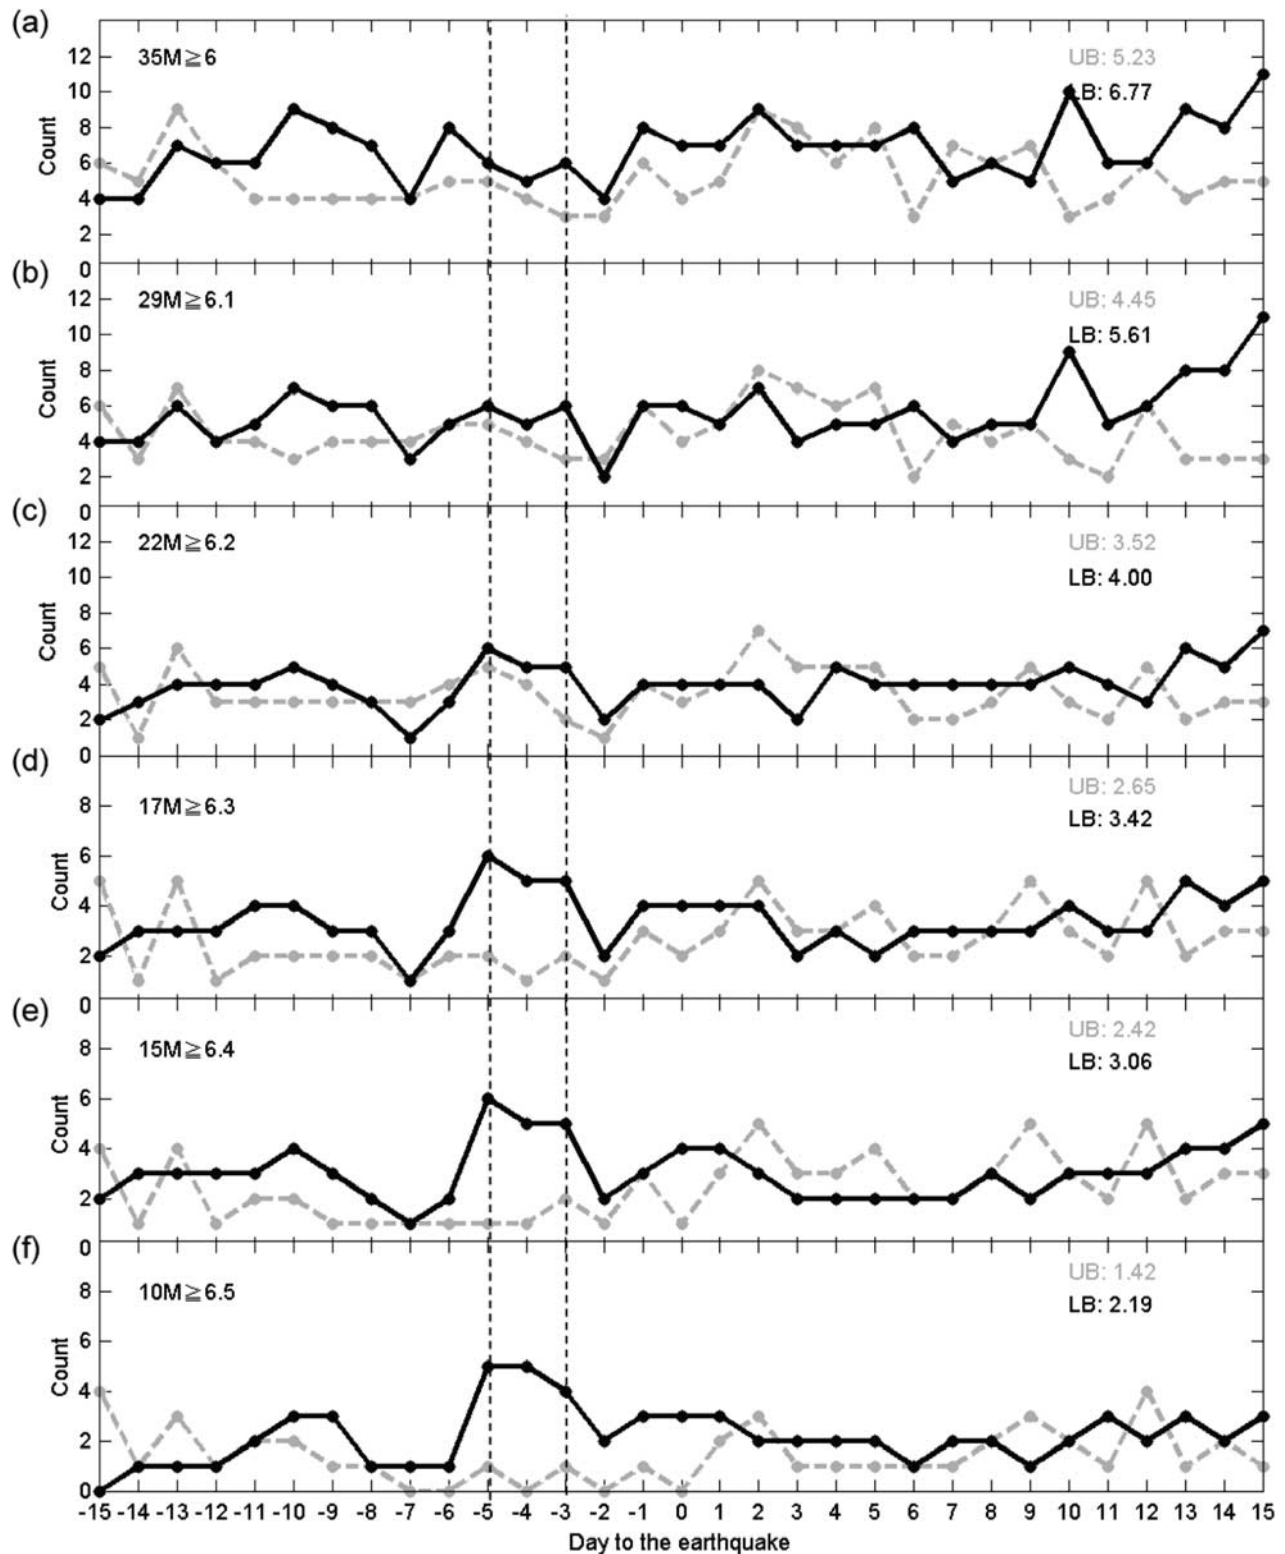 (a)
35M≧6
UB: 5.23
LB: 6.77
Count
12
10
8
6
4
2
(b)
0
29M≧6.1
UB: 4.45
LB: 5.61
Count
12
10
8
6
4
2
(c)
0
22M≧6.2
UB: 3.52
LB: 4.00
Count
12
10
8
6
4
2
0
(d)
17M≧6.3
UB: 2.65
LB: 3.42
Count
8
6
4
2
0
(e)
15M≧6.4
UB: 2.42
LB: 3.06
Count
8
6
4
2
0
(f)
10M≧6.5
UB: 1.42
LB: 2.19
Count
8
6
4
2
0
-15 -14 -13 -12 -11 -10 -9 -8 -7 -6 -5 -4 -3 -2 -1 0 1 2 3 4 5 6 7 8 9 10 11 12 13 14 15
Day to the earthquake